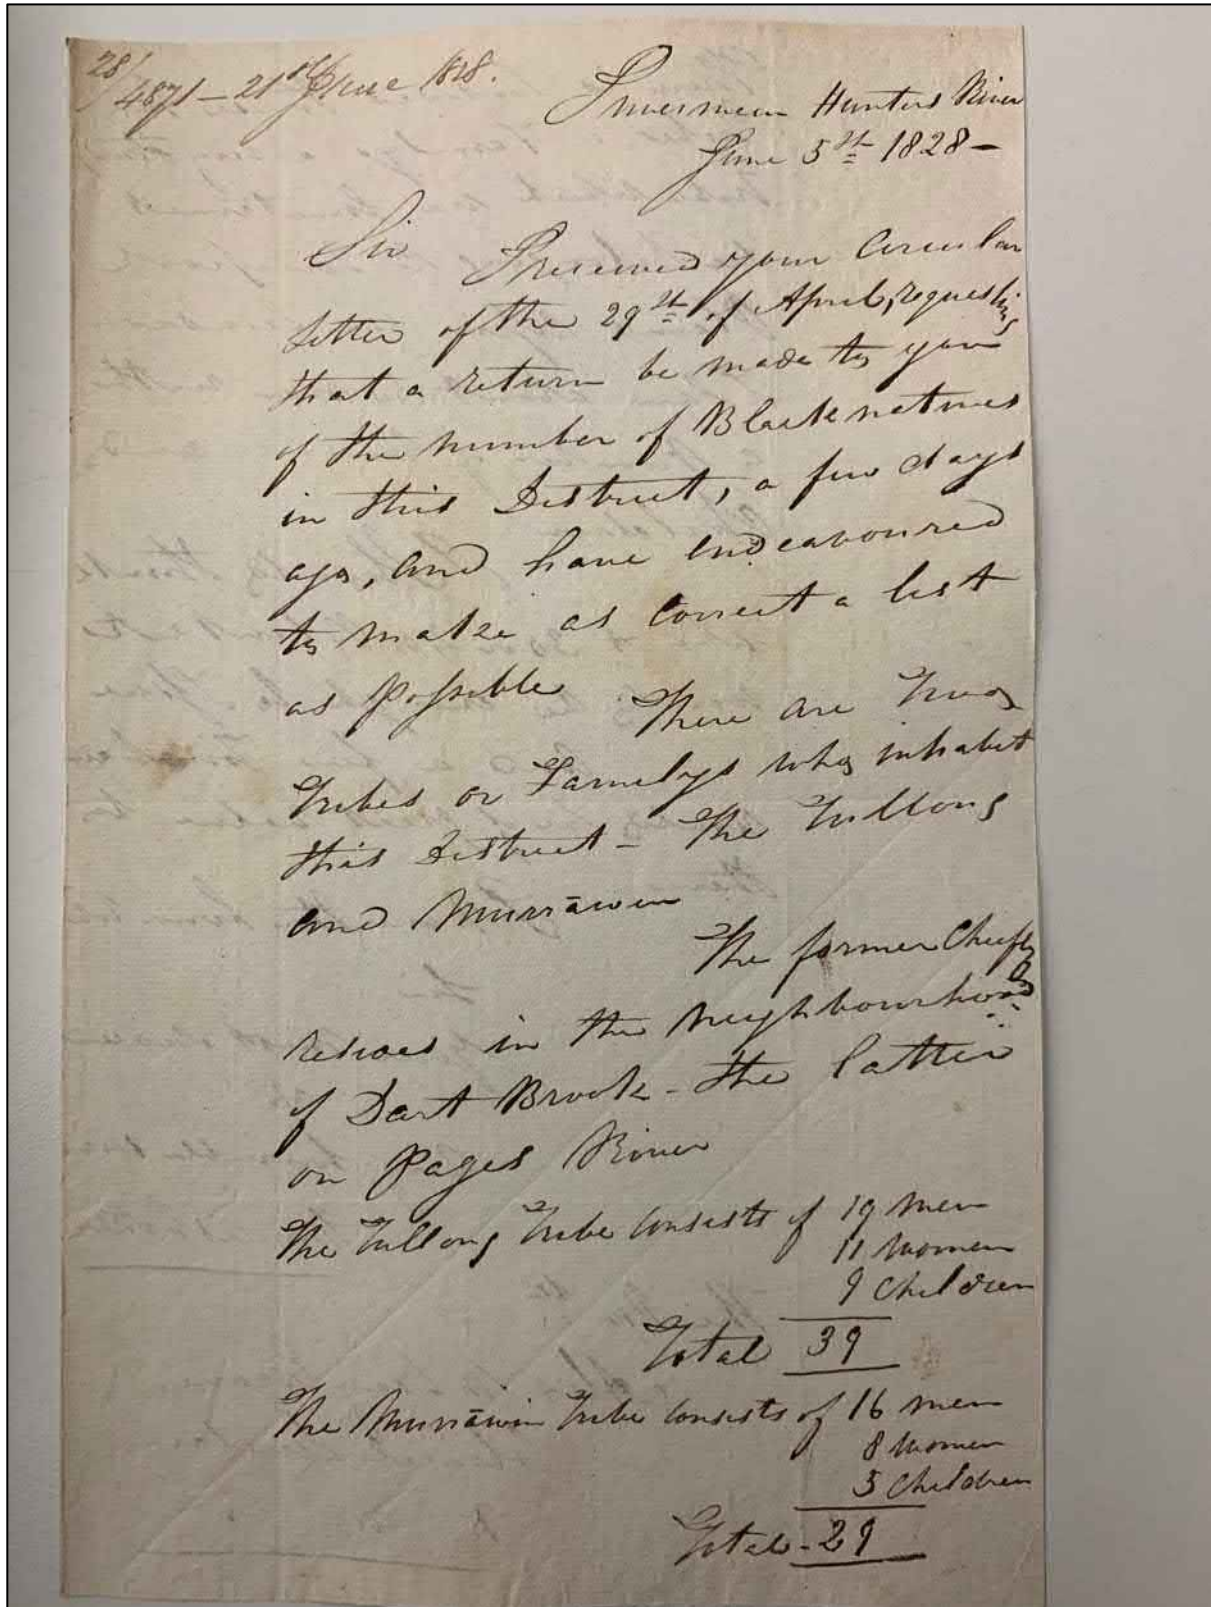 28/4871 – 21st June 1828.
Invermein Hunters River
June 5th 1828 –
Sir I received your Circular
Letter of the 29th of April, requesting
that a return be made to you
of the number of Black natives
in this District, a few days
ago, and have endeavoured
to make as correct a list
as possible There are two
Tribes or Familys who inhabit
this District – The Tullong
and Murrāwin
The former Chiefly
resides in the neighbourhood
of Dart Brook – the latter
on Pages River
The Tullong Tribe Consists of 19 Men
11 Women
9 Children
Total 39
The Murrāwin Tribe Consists of 16 men
8 Women
5 Children
Total – 29